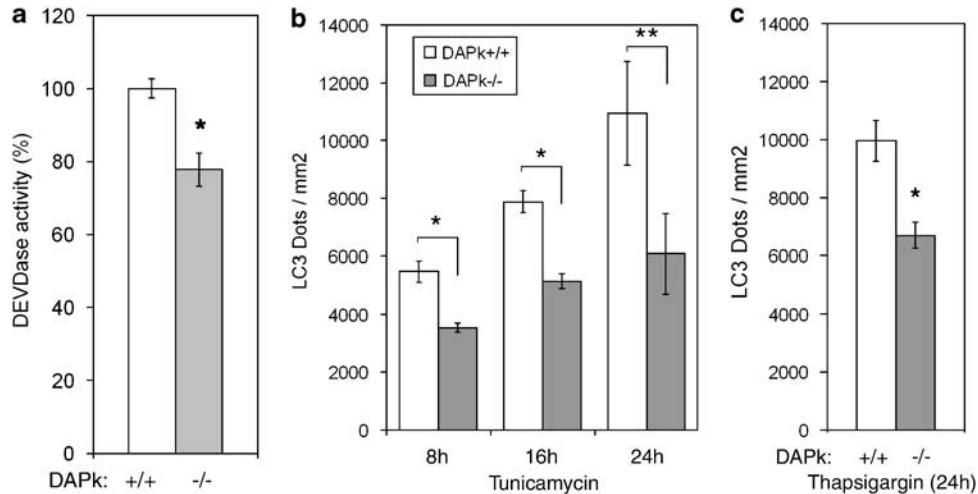 a
120
100
80
60
40
20
0
DEVDase activity (%)
*
DAPk: +/+ -/-
b
14000
12000
10000
8000
6000
4000
2000
0
LC3 Dots / mm2
DAPk+/+
DAPk-/-
*
*
**
8h 16h 24h
Tunicamycin
c
14000
12000
10000
8000
6000
4000
2000
0
LC3 Dots / mm2
*
DAPk: +/+ -/-
Thapsigargin (24h)